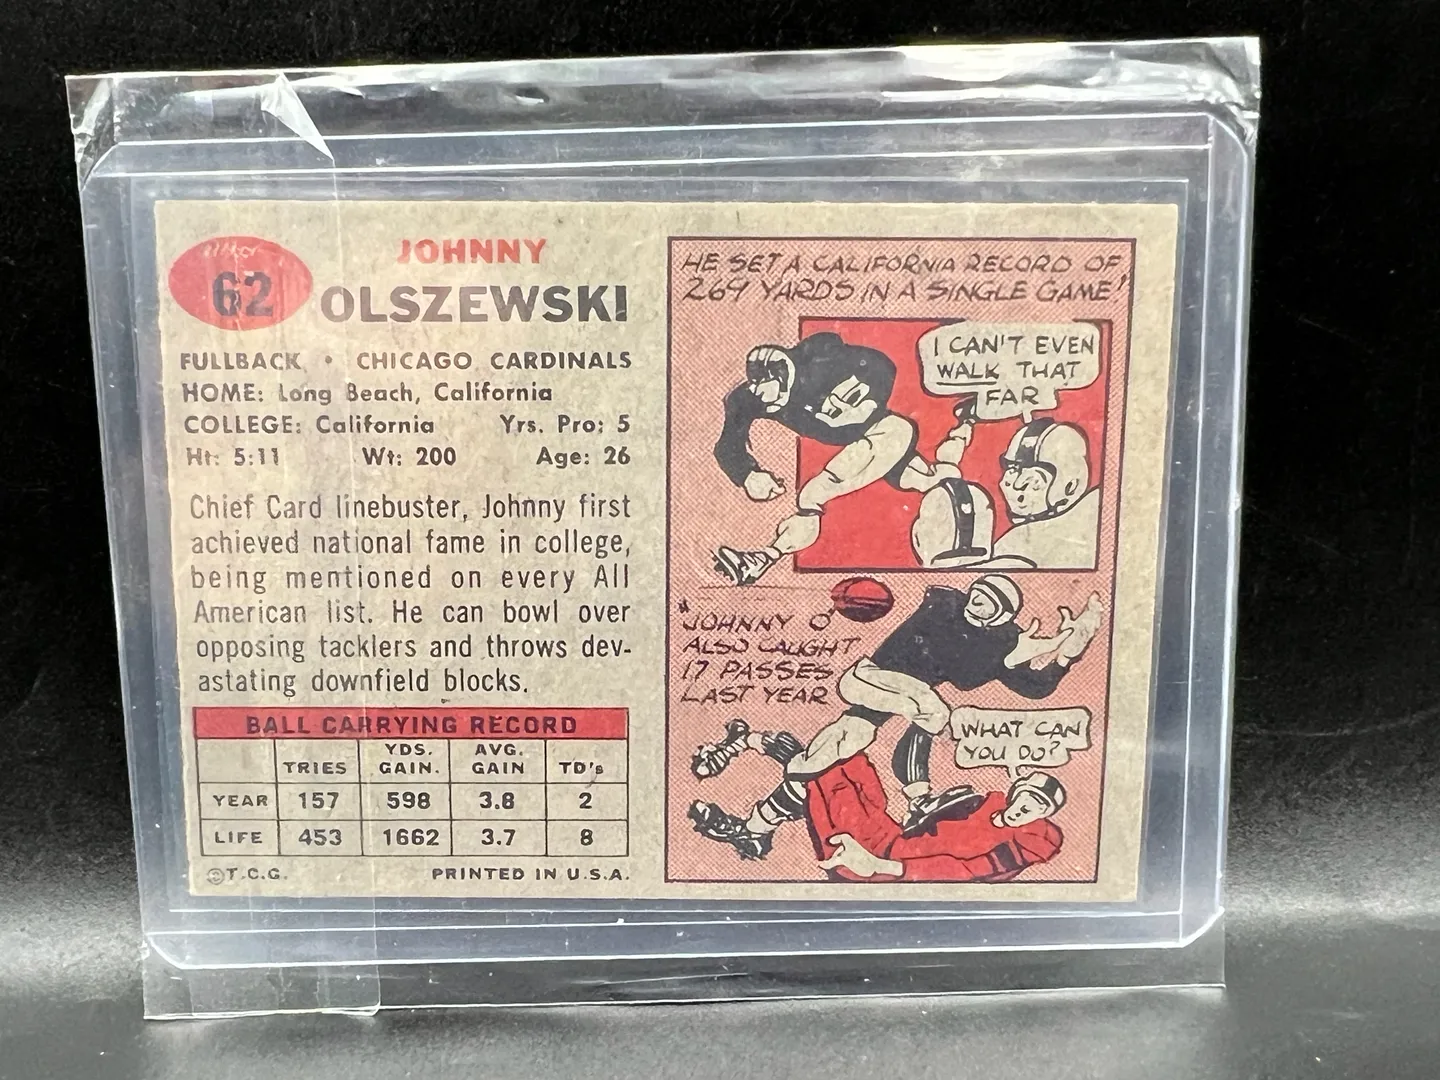 62
JOHNNY
OLSZEWSKI
FULLBACK • CHICAGO CARDINALS
HOME: Long Beach, California
COLLEGE: California Yrs. Pro: 5
Ht: 5:11 Wt: 200 Age: 26
Chief Card linebuster, Johnny first
achieved national fame in college,
being mentioned on every All
American list. He can bowl over
opposing tacklers and throws dev-
astating downfield blocks.
BALL CARRYING RECORD
TRIES YDS. GAIN. AVG. GAIN TD's
YEAR 157 598 3.8 2
LIFE 453 1662 3.7 8
©T.C.G. PRINTED IN U.S.A.
HE SET A CALIFORNIA RECORD OF
269 YARDS IN A SINGLE GAME!
I CAN'T EVEN
WALK THAT
FAR
"JOHNNY O"
ALSO CAUGHT
17 PASSES
LAST YEAR
WHAT CAN
YOU DO?